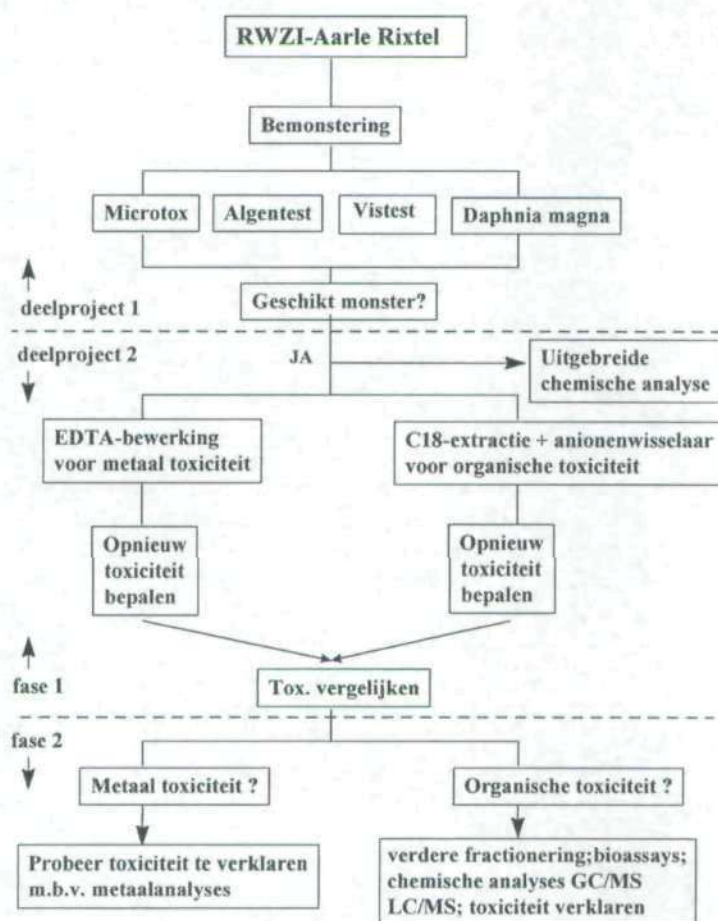 RWZI-Aarle Rixtel
Bemonstering
Microtox
Algentest
Vistest
Daphnia magna
Geschikt monster?
deelproject 1
deelproject 2
JA
Uitgebreide
chemische analyse
EDTA-bewerking
voor metaal toxiciteit
C18-extractie + anionenwisselaar
voor organische toxiciteit
Opnieuw
toxiciteit
bepalen
Opnieuw
toxiciteit
bepalen
fase 1
Tox. vergelijken
fase 2
Metaal toxiciteit ?
Organische toxiciteit ?
Probeer toxiciteit te verklaren
m.b.v. metaalanalyses
verdere fractionering;bioassays;
chemische analyses GC/MS
LC/MS; toxiciteit verklaren